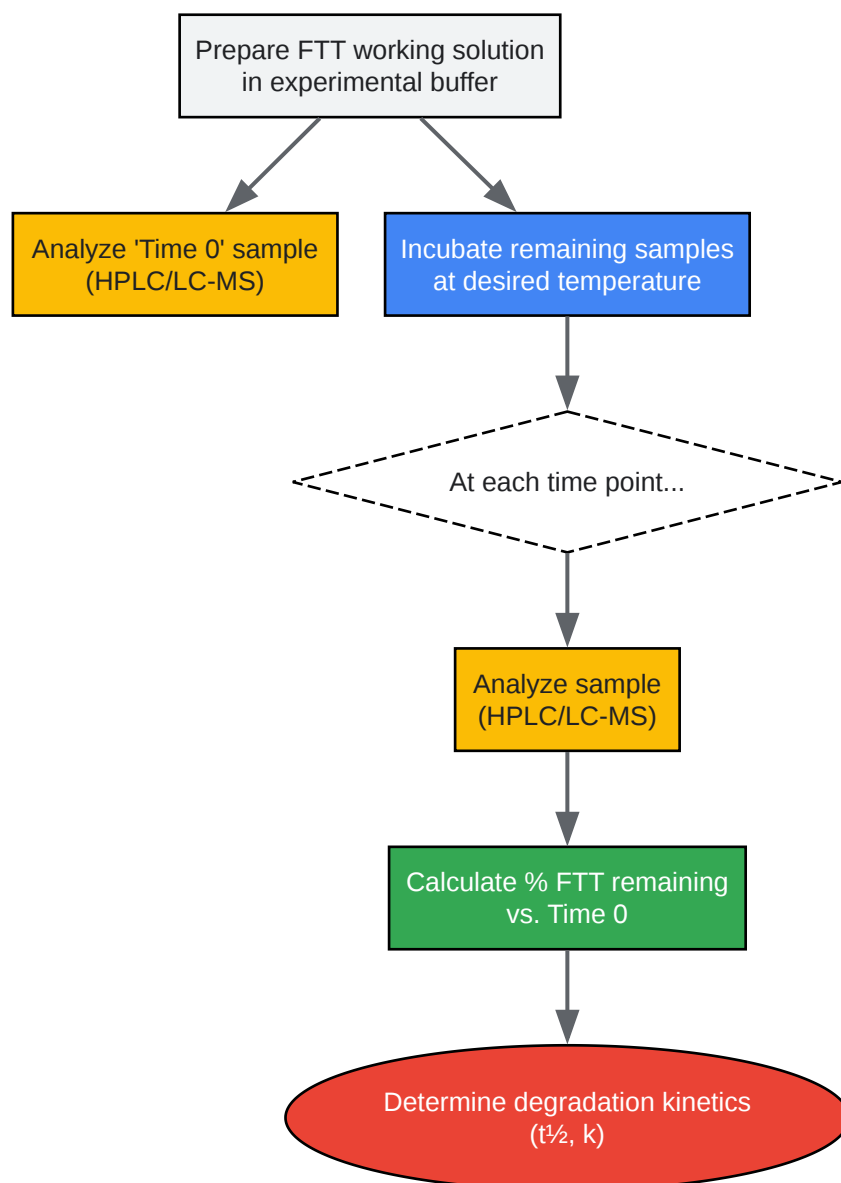 Prepare FTT working solution
in experimental buffer
Analyze 'Time 0' sample
(HPLC/LC-MS)
Incubate remaining samples
at desired temperature
At each time point...
Analyze sample
(HPLC/LC-MS)
Calculate % FTT remaining
vs. Time 0
Determine degradation kinetics
(t½, k)